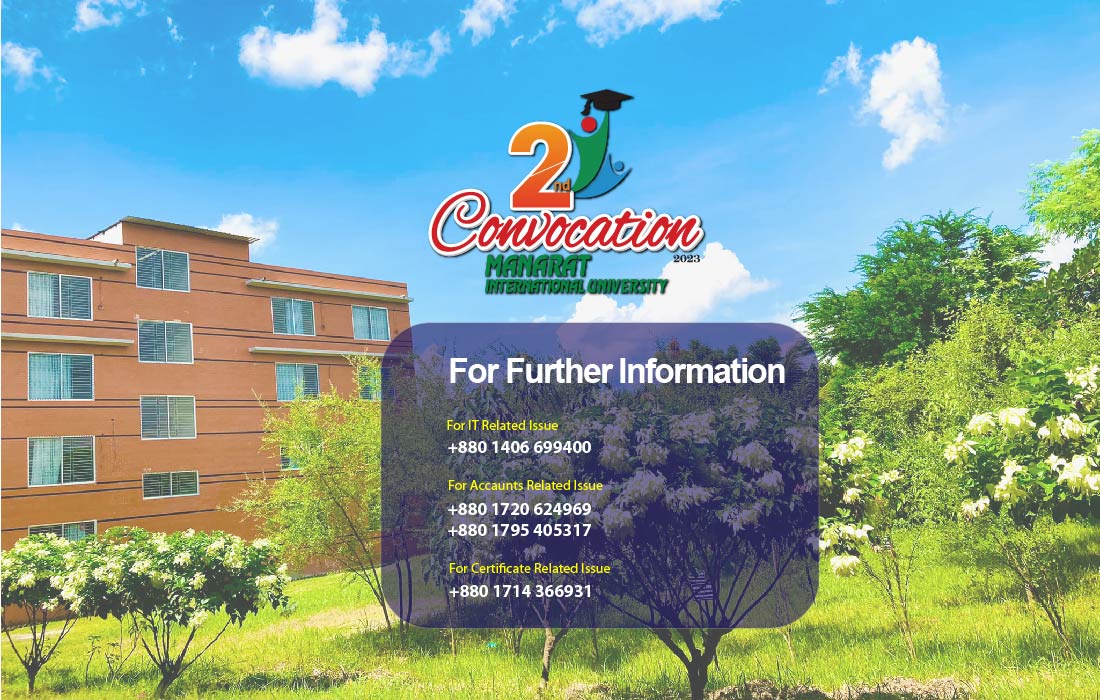 2nd
Convocation
2023
MANARAT
INTERNATIONAL UNIVERSITY
For Further Information
For IT Related Issue
+880 1406 699400
For Accaunts Related Issue
+880 1720 624969
+880 1795 405317
For Certificate Related Issue
+880 1714 366931